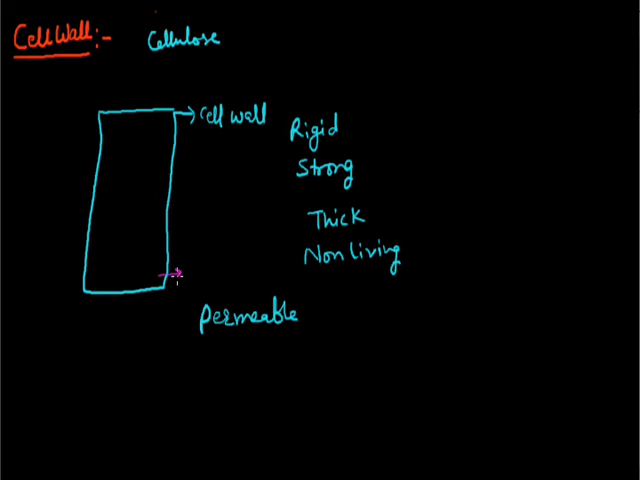 Cell Wall:-
Cellulose
Cell wall
Rigid
Strong
Thick
Non living
Permeable